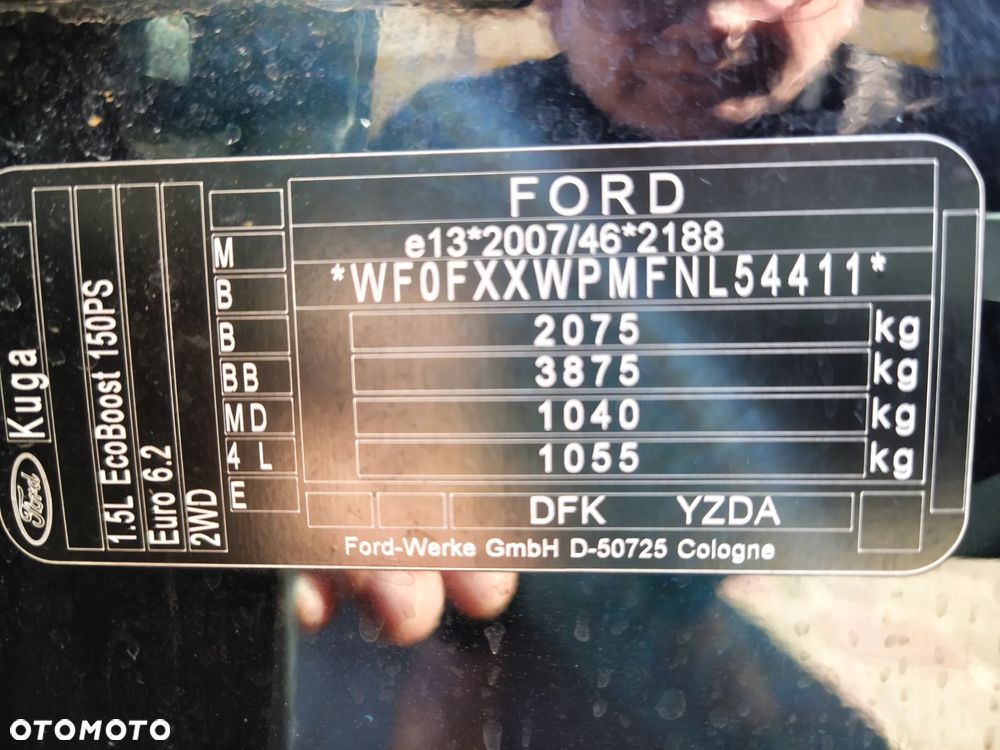 FORD
e13*2007/46*2188
*WF0FXXWPMFNL54411*
2075 kg
3875 kg
1040 kg
1055 kg
DFK YZDA
Ford-Werke GmbH D-50725 Cologne
M
B
B
BB
MD
4 L
E
Ford Kuga
1.5L EcoBoost 150PS
Euro 6.2
2WD
OTOMOTO